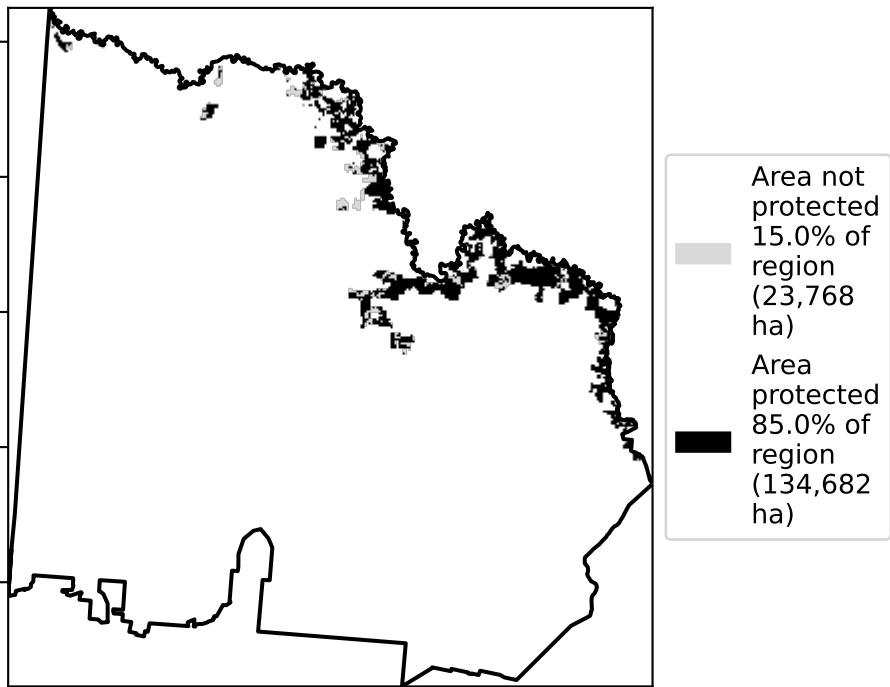 Area not
protected
15.0% of
region
(23,768
ha)
Area
protected
85.0% of
region
(134,682
ha)